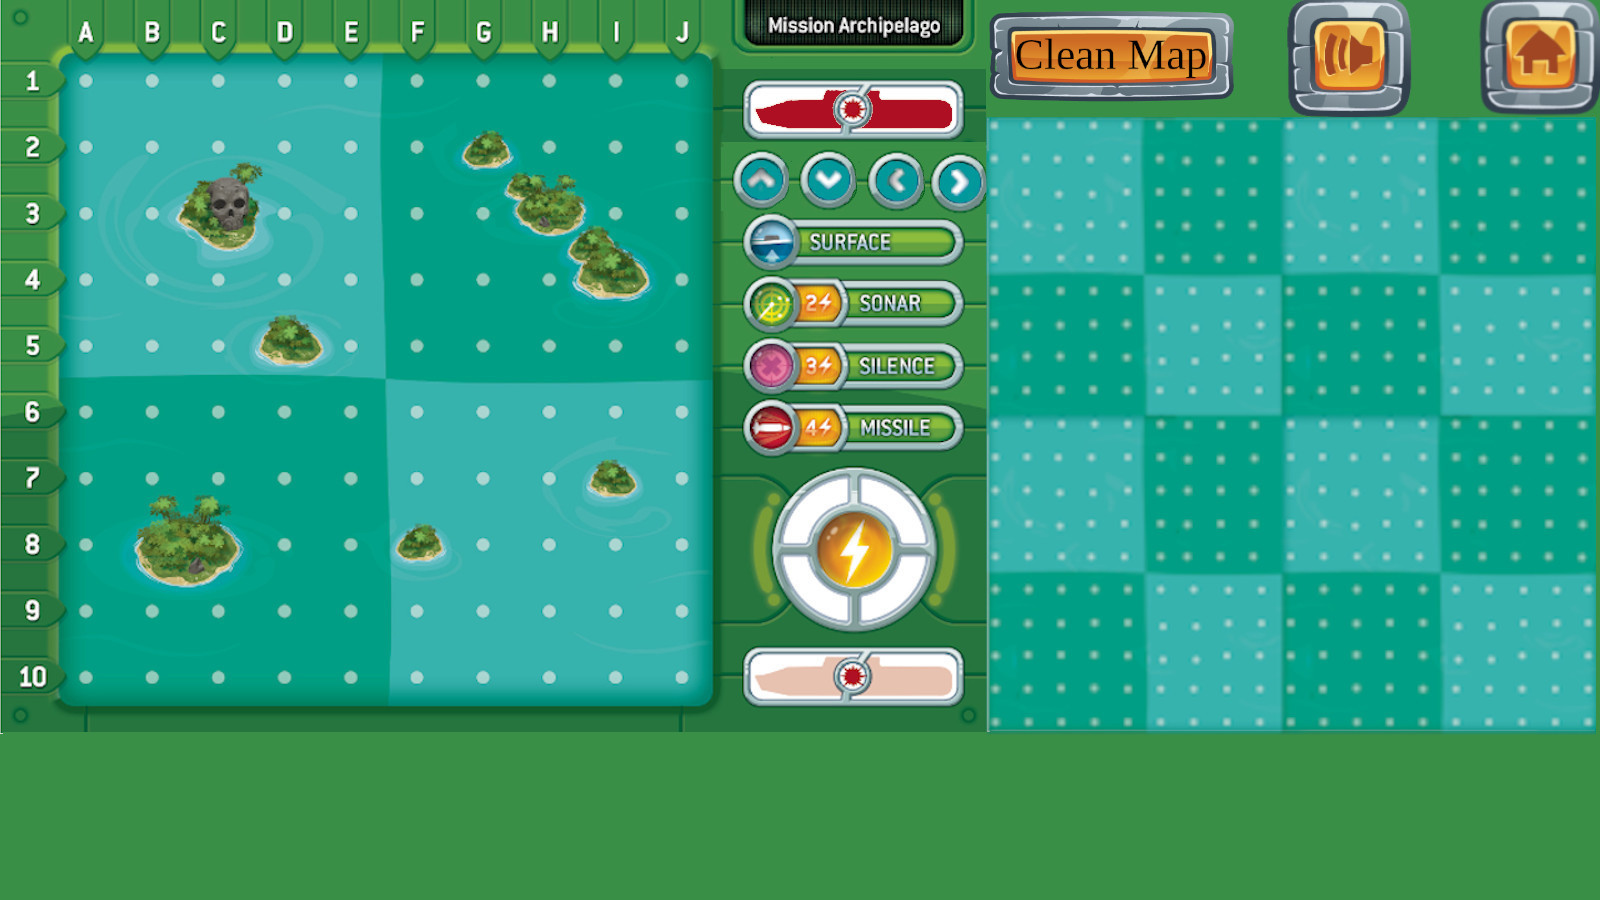 A B C D E F G H I J
Mission Archipelago
Clean Map
1
2
3
4
5
6
7
8
9
10
SURFACE
2 SONAR
3 SILENCE
4 MISSILE